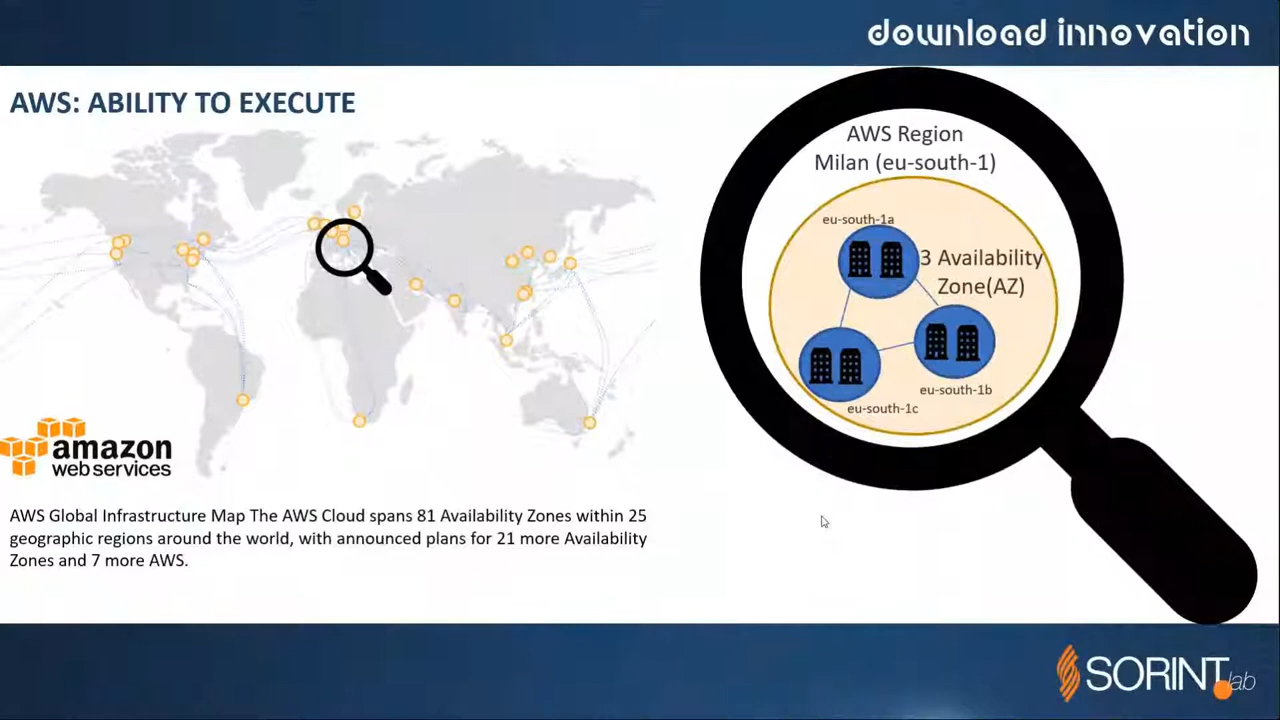 download innovation
AWS: ABILITY TO EXECUTE
AWS Region
Milan (eu-south-1)
eu-south-1a
3 Availability
Zone(AZ)
eu-south-1b
eu-south-1c
amazon
webservices
AWS Global Infrastructure Map The AWS Cloud spans 81 Availability Zones within 25
geographic regions around the world, with announced plans for 21 more Availability
Zones and 7 more AWS.
SORINT.lab